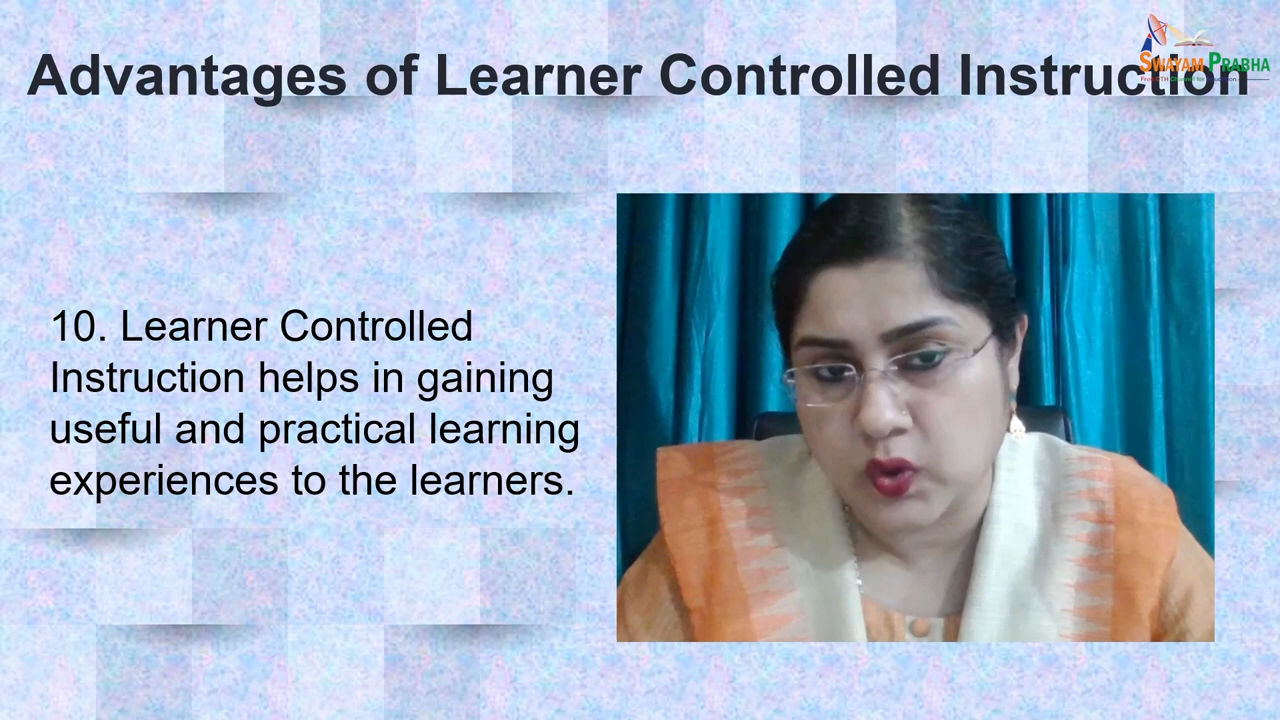 Advantages of Learner Controlled Instruction
SWAYAM PRABHA
10. Learner Controlled
Instruction helps in gaining
useful and practical learning
experiences to the learners.